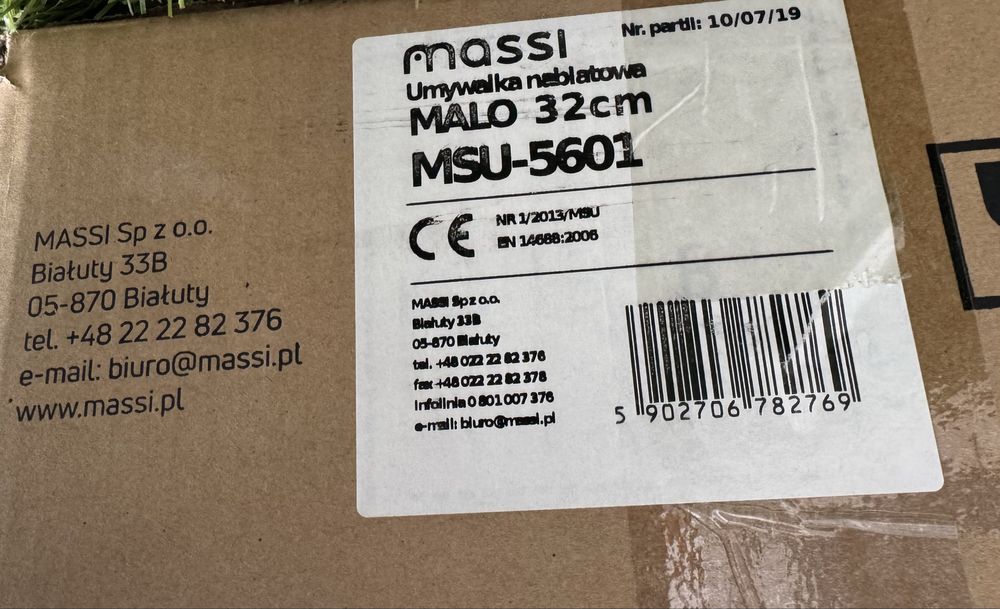 MASSI Sp z o.o.
Białuty 33B
05-870 Białuty
tel. +48 22 22 82 376
e-mail: biuro@massi.pl
www.massi.pl
massi
Nr. partii: 10/07/19
Umywalka nablatowa
MALO 32cm
MSU-5601
CE
NR 1/2013/MSU
EN 14688:2006
MASSI Sp z o.o.
Białuty 33B
05-870 Białuty
tel. +48 022 22 82 376
fax +48 022 22 82 378
Infolinia 0 801 007 376
e-mail: biuro@massi.pl
5 902706 782769